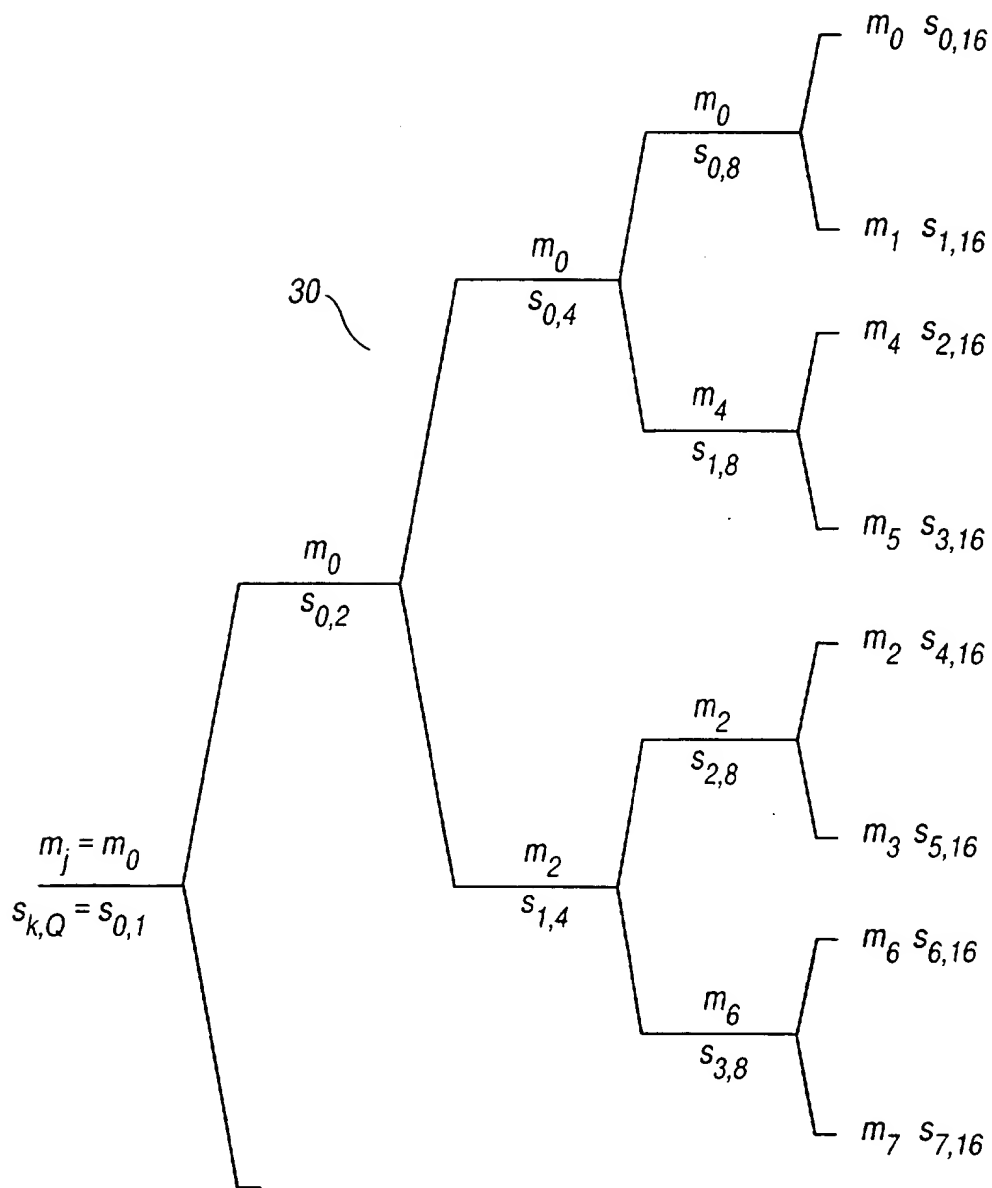 m₀ s₀,₁₆
m₀
s₀,₈
m₁ s₁,₁₆
m₀
30
s₀,₄
m₄ s₂,₁₆
m₄
s₁,₈
m₅ s₃,₁₆
m₀
s₀,₂
m₂ s₄,₁₆
m₂
s₂,₈
m₃ s₅,₁₆
mⱼ = m₀
m₂
sₖ,Q = s₀,₁
s₁,₄
m₆ s₆,₁₆
m₆
s₃,₈
m₇ s₇,₁₆